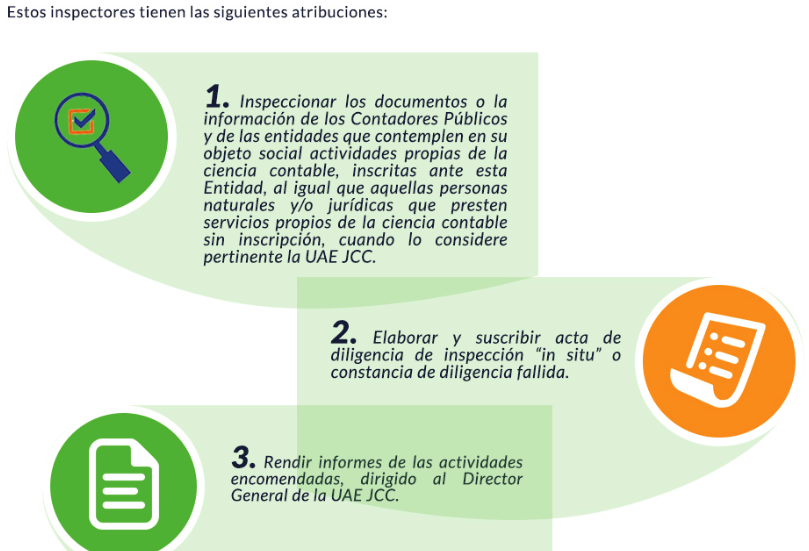 Estos inspectores tienen las siguientes atribuciones:
1. Inspeccionar los documentos o la
información de los Contadores Públicos
y de las entidades que contemplen en su
objeto social actividades propias de la
ciencia contable, inscritas ante esta
Entidad, al igual que aquellas personas
naturales y/o jurídicas que presten
servicios propios de la ciencia contable
sin inscripción, cuando lo considere
pertinente la UAE JCC.
2. Elaborar y suscribir acta de
diligencia de inspección “in situ” o
constancia de diligencia fallida.
3. Rendir informes de las actividades
encomendadas, dirigido al Director
General de la UAE JCC.